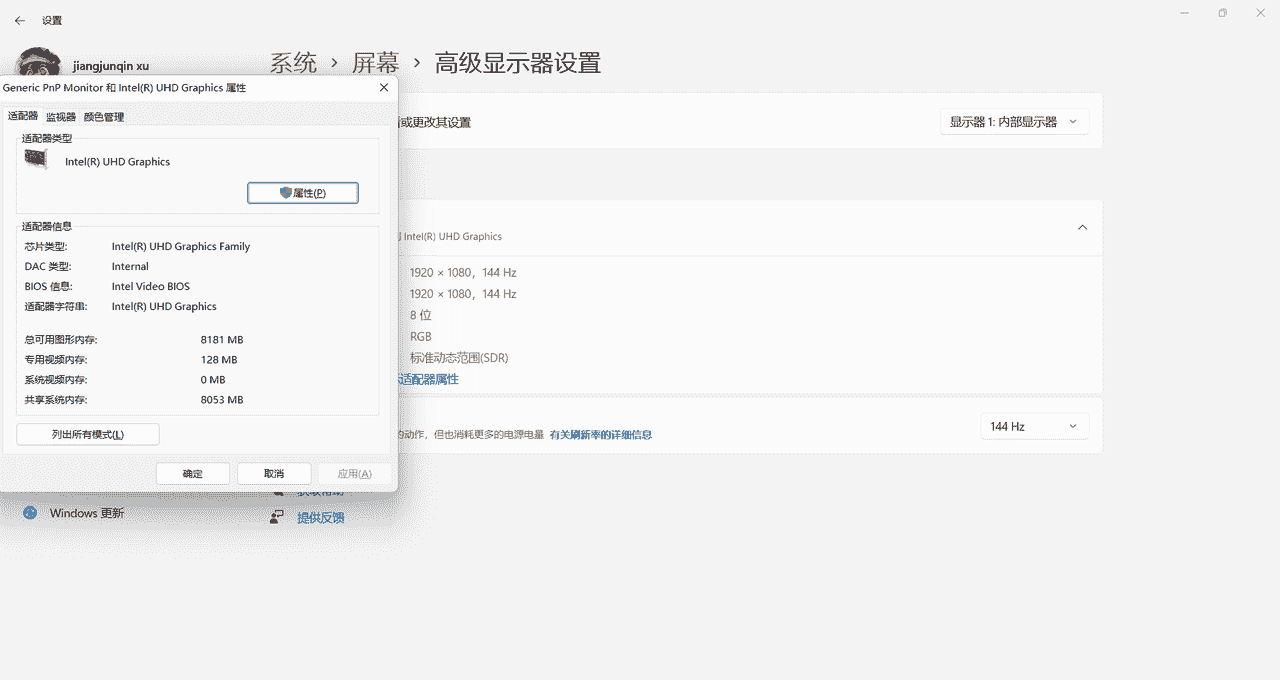 设置
jiangjunqin xu
系统 › 屏幕 › 高级显示器设置
Generic PnP Monitor 和 Intel(R) UHD Graphics 属性
适配器 监视器 颜色管理
或更改其设置
显示器 1: 内部显示器
适配器类型
Intel(R) UHD Graphics
属性(P)
适配器信息
芯片类型: Intel(R) UHD Graphics Family
DAC 类型: Internal
BIOS 信息: Intel Video BIOS
适配器字符串: Intel(R) UHD Graphics
总可用图形内存: 8181 MB
专用视频内存: 128 MB
系统视频内存: 0 MB
共享系统内存: 8053 MB
列出所有模式(L)
确定 取消 应用(A)
Intel(R) UHD Graphics
1920 × 1080，144 Hz
1920 × 1080，144 Hz
8 位
RGB
标准动态范围(SDR)
适配器属性
的动作，但也消耗更多的电源电量 有关刷新率的详细信息
144 Hz
获取帮助
Windows 更新
提供反馈